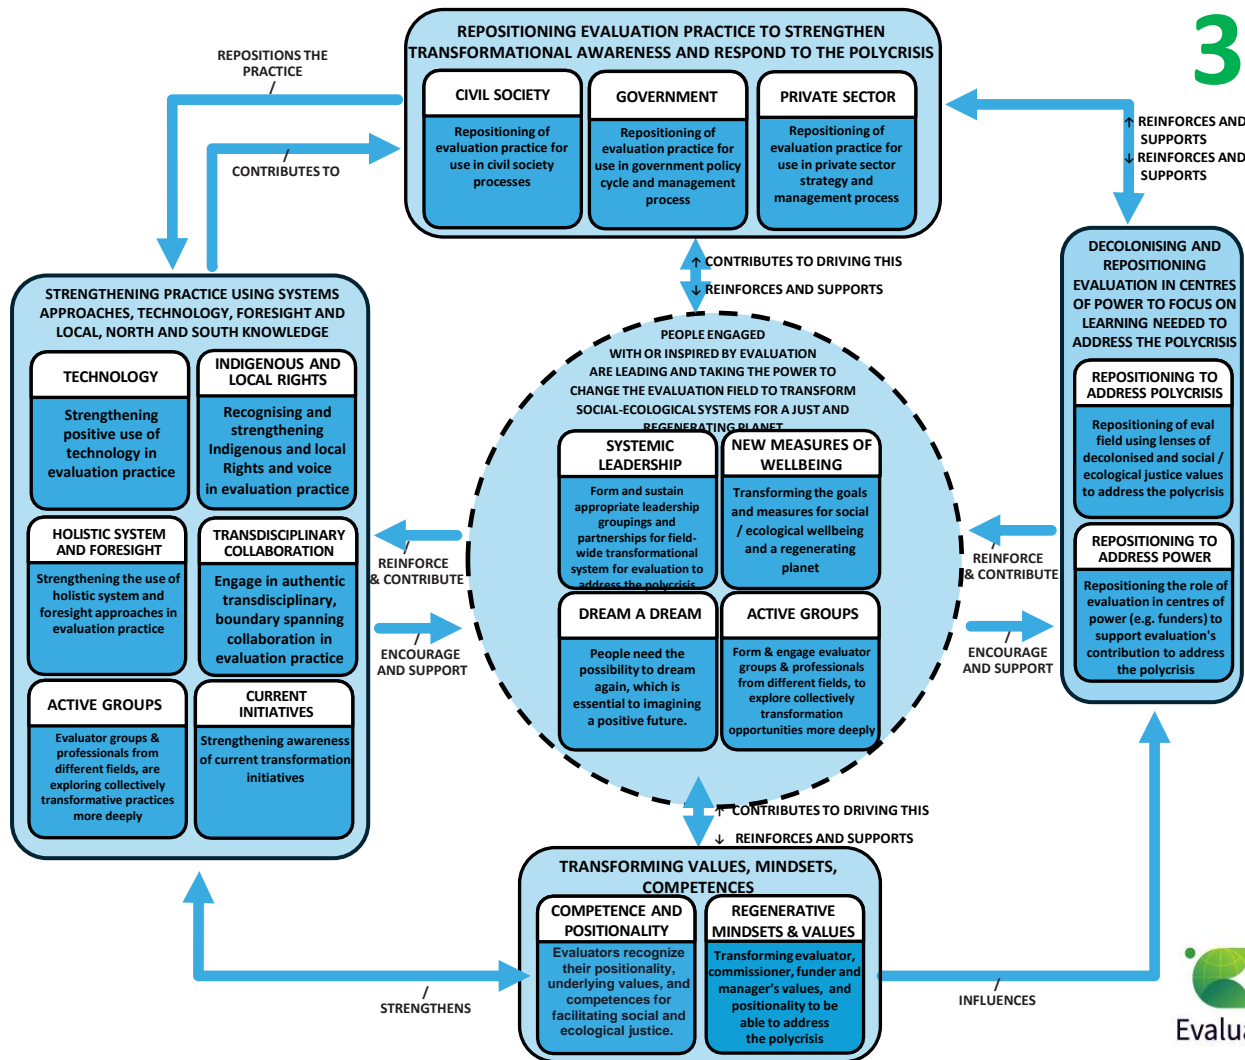 REPOSITIONING EVALUATION PRACTICE TO STRENGTHEN
TRANSFORMATIONAL AWARENESS AND RESPOND TO THE POLYCRISIS
3
CIVIL SOCIETY
Repositioning of
evaluation practice for
use in civil society
processes
GOVERNMENT
Repositioning of
evaluation practice for
use in government policy
cycle and management
process
PRIVATE SECTOR
Repositioning of
evaluation practice for
use in private sector
strategy and
management process
REPOSITIONS THE
PRACTICE
/
/
CONTRIBUTES TO
↑ REINFORCES AND
SUPPORTS
↓ REINFORCES AND
SUPPORTS
↑ CONTRIBUTES TO DRIVING THIS
↓ REINFORCES AND SUPPORTS
STRENGTHENING PRACTICE USING SYSTEMS
APPROACHES, TECHNOLOGY, FORESIGHT AND
LOCAL, NORTH AND SOUTH KNOWLEDGE
TECHNOLOGY
Strengthening
positive use of
technology in
evaluation practice
INDIGENOUS AND
LOCAL RIGHTS
Recognising and
strengthening
Indigenous and local
Rights and voice
in evaluation practice
HOLISTIC SYSTEM
AND FORESIGHT
Strengthening the use of
holistic system and
foresight approaches in
evaluation practice
TRANSDISCIPLINARY
COLLABORATION
Engage in authentic
transdisciplinary,
boundary spanning
collaboration in
evaluation practice
ACTIVE GROUPS
Evaluator groups &
professionals from
different fields, are
exploring collectively
transformative practices
more deeply
CURRENT
INITIATIVES
Strengthening awareness
of current transformation
initiatives
/
REINFORCE
& CONTRIBUTE
/
ENCOURAGE
AND SUPPORT
PEOPLE ENGAGED
WITH OR INSPIRED BY EVALUATION
ARE LEADING AND TAKING THE POWER TO
CHANGE THE EVALUATION FIELD TO TRANSFORM
SOCIAL-ECOLOGICAL SYSTEMS FOR A JUST AND
REGENERATING PLANET
SYSTEMIC
LEADERSHIP
Form and sustain
appropriate leadership
groupings and
partnerships for field-
wide transformational
system for evaluation to
address the polycrisis
NEW MEASURES OF
WELLBEING
Transforming the goals
and measures for social
/ ecological wellbeing
and a regenerating
planet
DREAM A DREAM
People need the
possibility to dream
again, which is
essential to imagining
a positive future.
ACTIVE GROUPS
Form & engage evaluator
groups & professionals
from different fields, to
explore collectively
transformation
opportunities more deeply
/
REINFORCE
& CONTRIBUTE
/
ENCOURAGE
AND SUPPORT
DECOLONISING AND
REPOSITIONING
EVALUATION IN CENTRES
OF POWER TO FOCUS ON
LEARNING NEEDED TO
ADDRESS THE POLYCRISIS
REPOSITIONING TO
ADDRESS POLYCRISIS
Repositioning of eval
field using lenses of
decolonised and social /
ecological justice values
to address the polycrisis
REPOSITIONING TO
ADDRESS POWER
Repositioning the role of
evaluation in centres of
power (e.g. funders) to
support evaluation's
contribution to address
the polycrisis
↑ CONTRIBUTES TO DRIVING THIS
↓ REINFORCES AND SUPPORTS
TRANSFORMING VALUES, MINDSETS,
COMPETENCES
COMPETENCE AND
POSITIONALITY
Evaluators recognize
their positionality,
underlying values, and
competences for
facilitating social and
ecological justice.
REGENERATIVE
MINDSETS & VALUES
Transforming evaluator,
commissioner, funder and
manager's values, and
positionality to be
able to address
the polycrisis
/
STRENGTHENS
/
INFLUENCES
Evalua